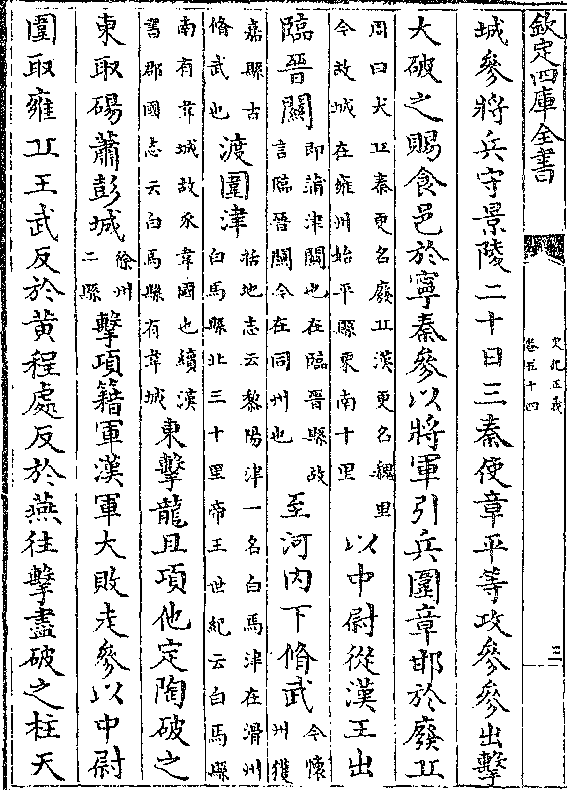 欽定四庫全書
史記正義
卷五十四
三
城參將兵守景陵二十日三秦使章平等攻參參出擊
大破之賜食邑於寧秦參以將軍引兵圍章邯於廢丘
周曰犬丘秦更名廢丘漢更名槐里
今故城在雍州始平縣東南十里
以中尉從漢王出
臨晉關
即蒲津關也在臨晉縣故
言臨晉關今在同州也
至河内下脩武
今懷
州獲
嘉縣古
脩武也
渡圍津
括地志云黎陽津一名白馬津在滑州
白馬縣北三十里帝王世紀云白馬縣
南有韋城故豕韋國也續漢
書郡國志云白馬縣有韋城
東擊龍且項他定陶破之
東取碭蕭彭城
徐州
二縣
擊項籍軍漢軍大敗走參以中尉
圍取雍丘王武反於黄程處反於燕往擊盡破之柱天